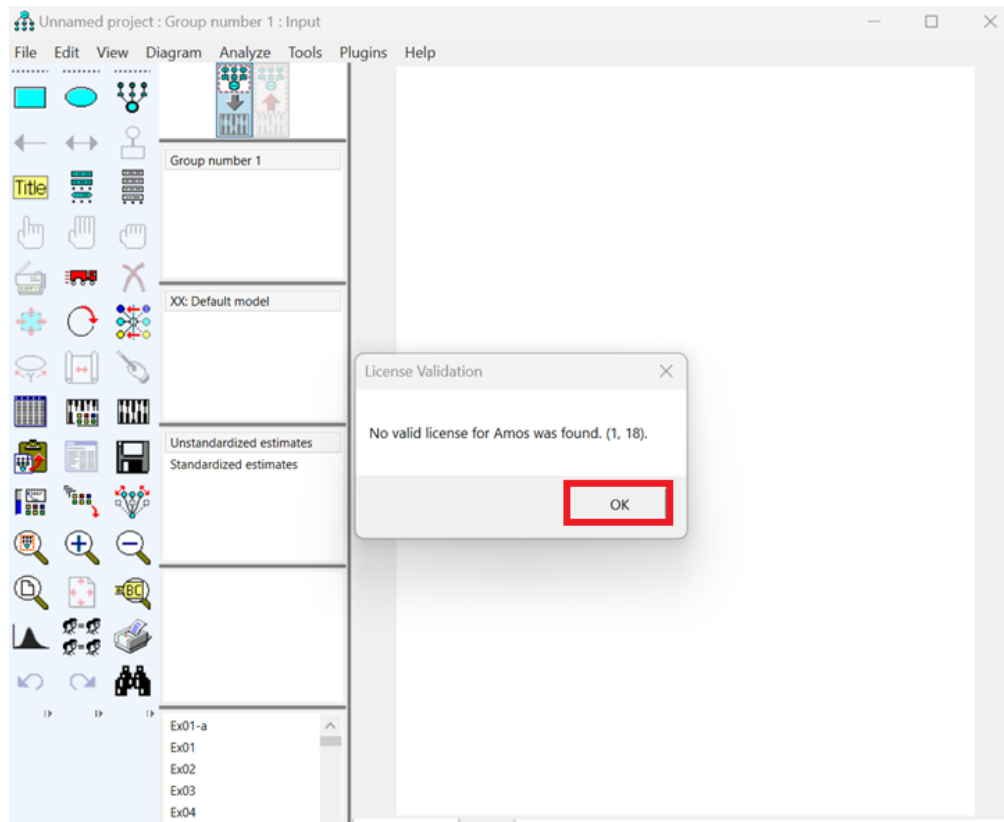 Unnamed project : Group number 1 : Input
File Edit View Diagram Analyze Tools Plugins Help
Title
Group number 1
XX: Default model
License Validation
No valid license for Amos was found. (1, 18).
OK
Unstandardized estimates
Standardized estimates
BC
Ex01-a
Ex01
Ex02
Ex03
Ex04